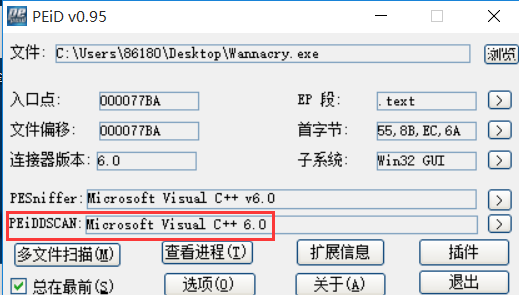 PEiD v0.95
文件: C:\Users\86180\Desktop\Wannacry.exe 浏览
入口点: 000077BA EP 段: .text >
文件偏移: 000077BA 首字节: 55,8B,EC,6A >
连接器版本: 6.0 子系统: Win32 GUI >
PESniffer: Microsoft Visual C++ v6.0 >
PEiDDSCAN: Microsoft Visual C++ 6.0 >
多文件扫描(M) 查看进程(T) 扩展信息 插件
总在最前(S) 选项(O) 关于(A) 退出